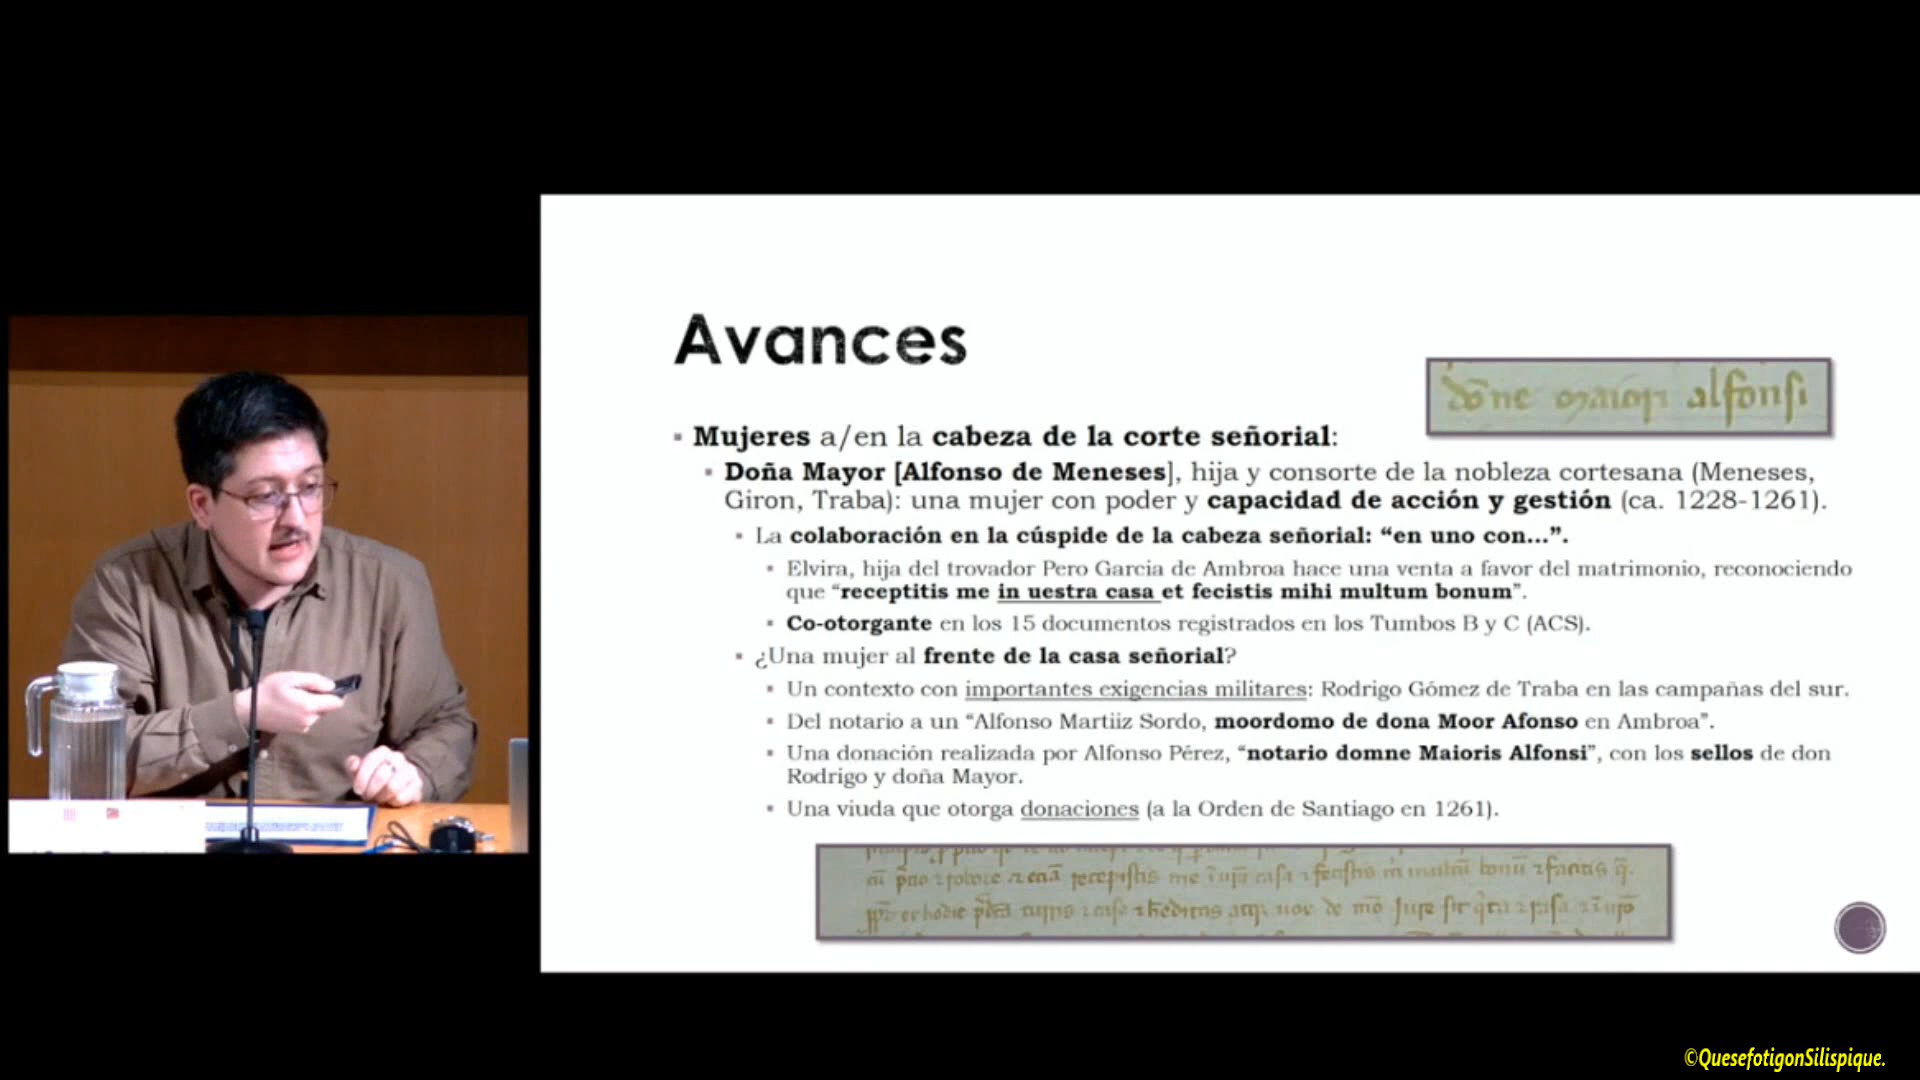 Avances
done maiori alfonsi
▪ Mujeres a/en la cabeza de la corte señorial:
▪ Doña Mayor [Alfonso de Meneses], hija y consorte de la nobleza cortesana (Meneses,
Giron, Traba): una mujer con poder y capacidad de acción y gestión (ca. 1228-1261).
▪ La colaboración en la cúspide de la cabeza señorial: “en uno con...”.
▪ Elvira, hija del trovador Pero Garcia de Ambroa hace una venta a favor del matrimonio, reconociendo
que “receptitis me in uestra casa et fecistis mihi multum bonum”.
▪ Co-otorgante en los 15 documentos registrados en los Tumbos B y C (ACS).
▪ ¿Una mujer al frente de la casa señorial?
▪ Un contexto con importantes exigencias militares: Rodrigo Gómez de Traba en las campañas del sur.
▪ Del notario a un “Alfonso Martiiz Sordo, moordomo de dona Moor Afonso en Ambroa”.
▪ Una donación realizada por Alfonso Pérez, “notario domne Maioris Alfonsi”, con los sellos de don
Rodrigo y doña Mayor.
▪ Una viuda que otorga donaciones (a la Orden de Santiago en 1261).
©QuesefotigonSilispique.